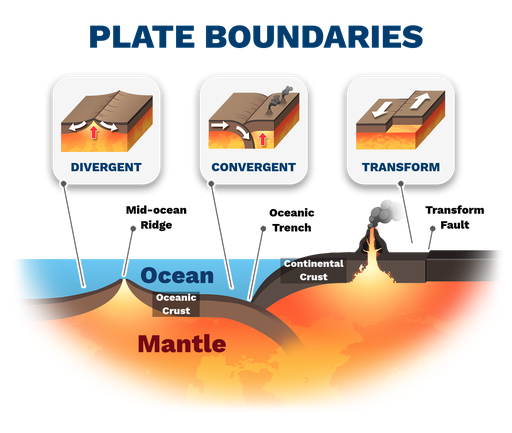 PLATE BOUNDARIES
DIVERGENT
CONVERGENT
TRANSFORM
Mid-ocean
Ridge
Oceanic
Trench
Transform
Fault
Ocean
Continental
Crust
Oceanic
Crust
Mantle